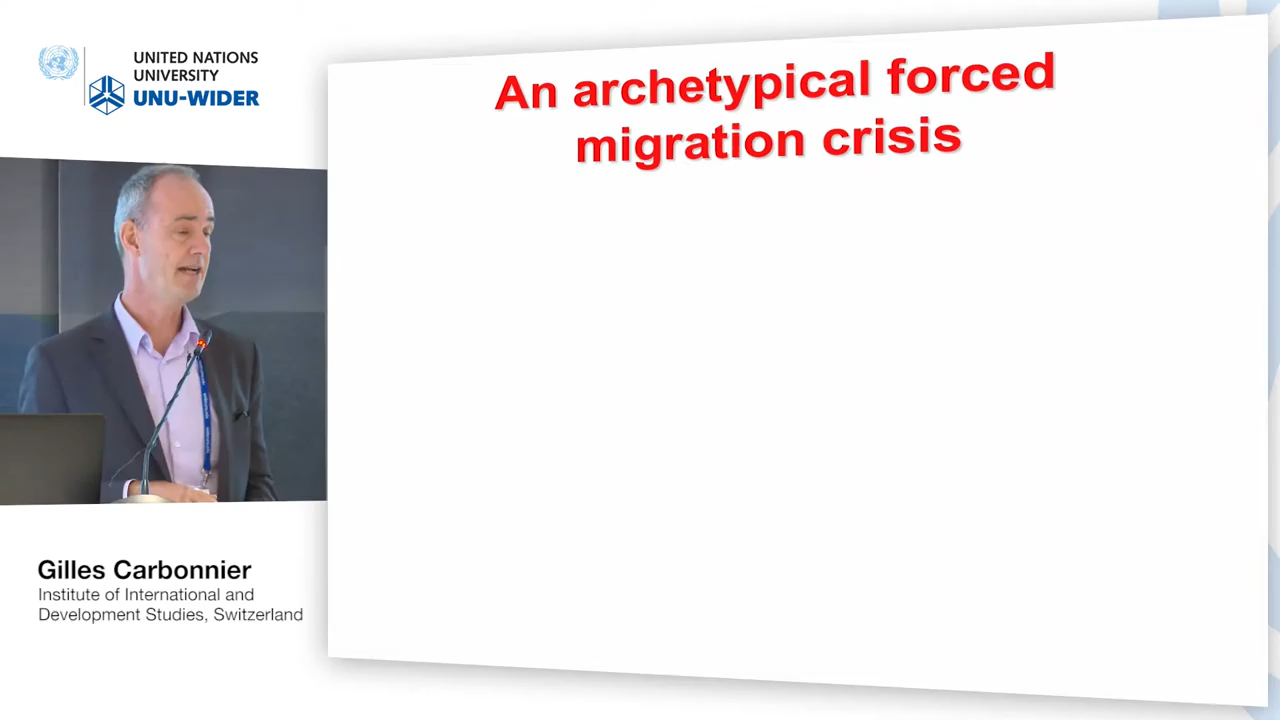 UNITED NATIONS
UNIVERSITY
UNU-WIDER
An archetypical forced
migration crisis
Gilles Carbonnier
Institute of International and
Development Studies, Switzerland